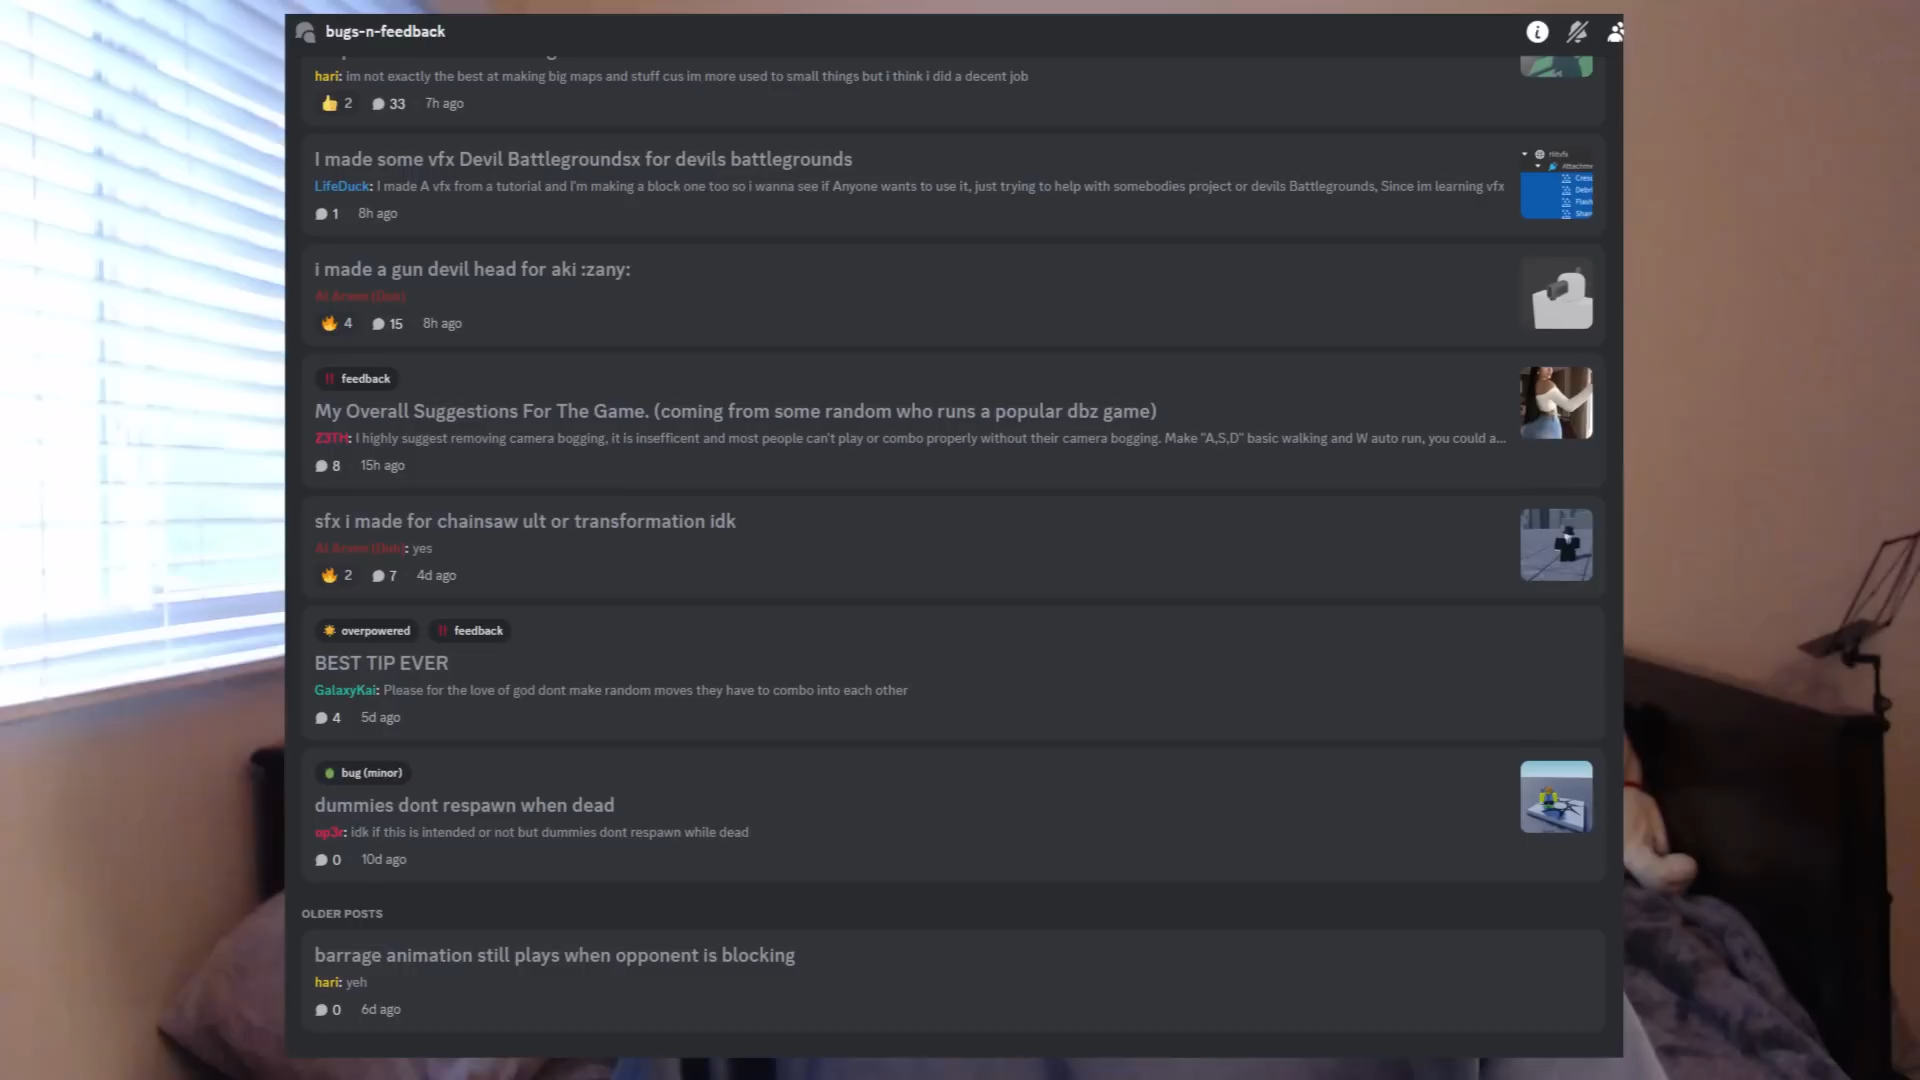 bugs-n-feedback
hari: im not exactly the best at making big maps and stuff cus im more used to small things but i think i did a decent job
2 33 7h ago
I made some vfx Devil Battlegroundsx for devils battlegrounds
LifeDuck: I made A vfx from a tutorial and I'm making a block one too so i wanna see if Anyone wants to use it, just trying to help with somebodies project or devils Battlegrounds, Since im learning vfx
1 8h ago
i made a gun devil head for aki :zany:
4 15 8h ago
feedback
My Overall Suggestions For The Game. (coming from some random who runs a popular dbz game)
Z3TH: I highly suggest removing camera bogging, it is insefficent and most people can't play or combo properly without their camera bogging. Make "A,S,D" basic walking and W auto run, you could a...
8 15h ago
sfx i made for chainsaw ult or transformation idk
: yes
2 7 4d ago
overpowered feedback
BEST TIP EVER
GalaxyKai: Please for the love of god dont make random moves they have to combo into each other
4 5d ago
bug (minor)
dummies dont respawn when dead
op3r: idk if this is intended or not but dummies dont respawn while dead
0 10d ago
OLDER POSTS
barrage animation still plays when opponent is blocking
hari: yeh
0 6d ago